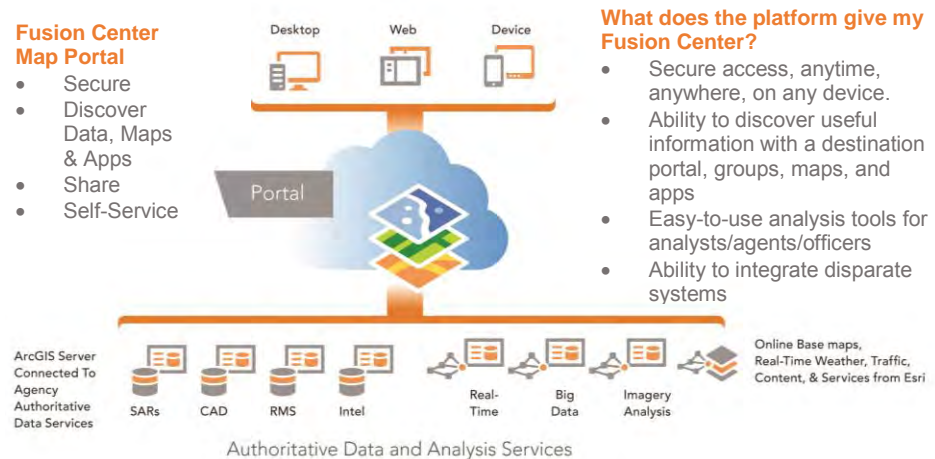 Fusion Center
Map Portal
• Secure
• Discover
Data, Maps
& Apps
• Share
• Self-Service
Desktop
Web
Device
What does the platform give my
Fusion Center?
• Secure access, anytime,
anywhere, on any device.
• Ability to discover useful
information with a destination
portal, groups, maps, and
apps
• Easy-to-use analysis tools for
analysts/agents/officers
• Ability to integrate disparate
systems
Portal
ArcGIS Server
Connected To
Agency
Authoritative
Data Services
SARs
CAD
RMS
Intel
Real-
Time
Big
Data
Imagery
Analysis
Online Base maps,
Real-Time Weather, Traffic,
Content, & Services from Esri
Authoritative Data and Analysis Services